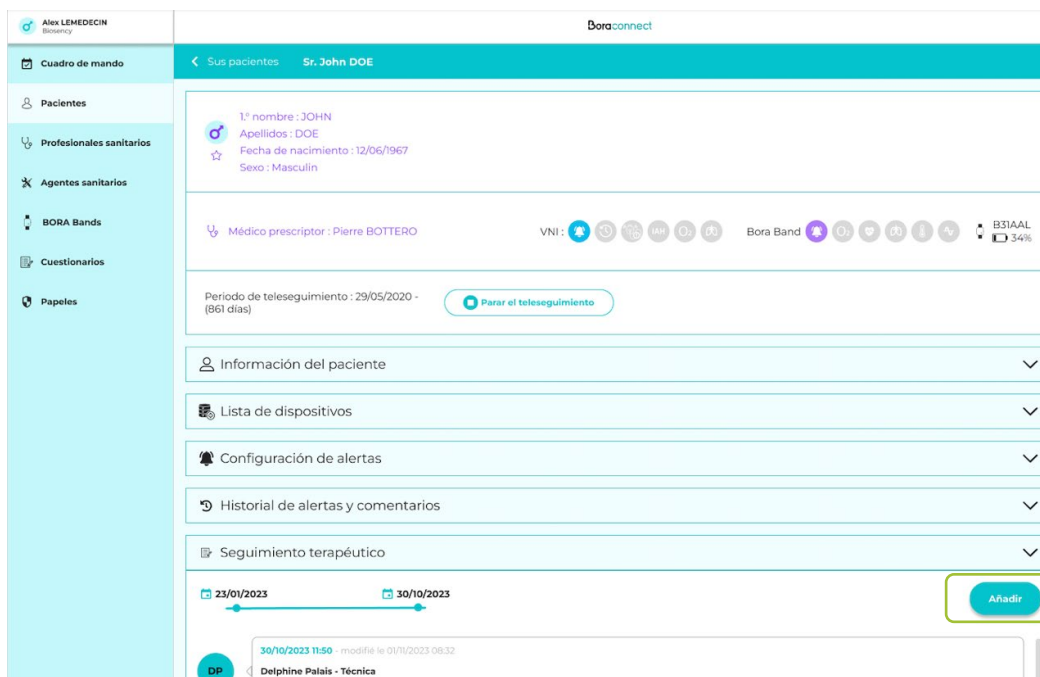 Alex LEMEDECIN
Biosency
Boraconnect
Cuadro de mando
Sus pacientes Sr. John DOE
Pacientes
Profesionales sanitarios
Agentes sanitarios
BORA Bands
Cuestionarios
Papeles
1.º nombre : JOHN
Apellidos : DOE
Fecha de nacimiento : 12/06/1967
Sexo : Masculin
Médico prescriptor : Pierre BOTTERO
VNI : IAH O₂ Bora Band O₂ B31AAL
34%
Periodo de teleseguimiento : 29/05/2020 -
(861 días)
Parar el teleseguimiento
Información del paciente
Lista de dispositivos
Configuración de alertas
Historial de alertas y comentarios
Seguimiento terapéutico
23/01/2023 30/10/2023
Añadir
30/10/2023 11:50 - modifié le 01/11/2023 08:32
DP Delphine Palais - Técnica